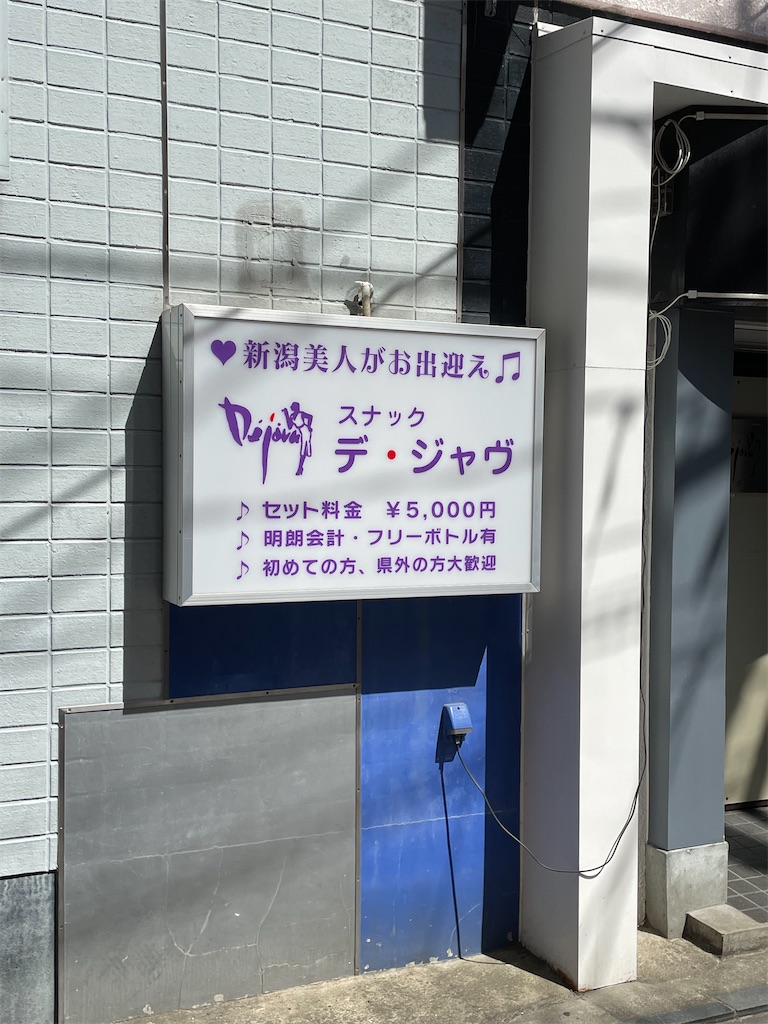 ♥新潟美人がお出迎え♫
Dejavu
スナック
デ・ジャヴ
♪ セット料金 ¥5,000円
♪ 明朗会計・フリーボトル有
♪ 初めての方、県外の方大歓迎